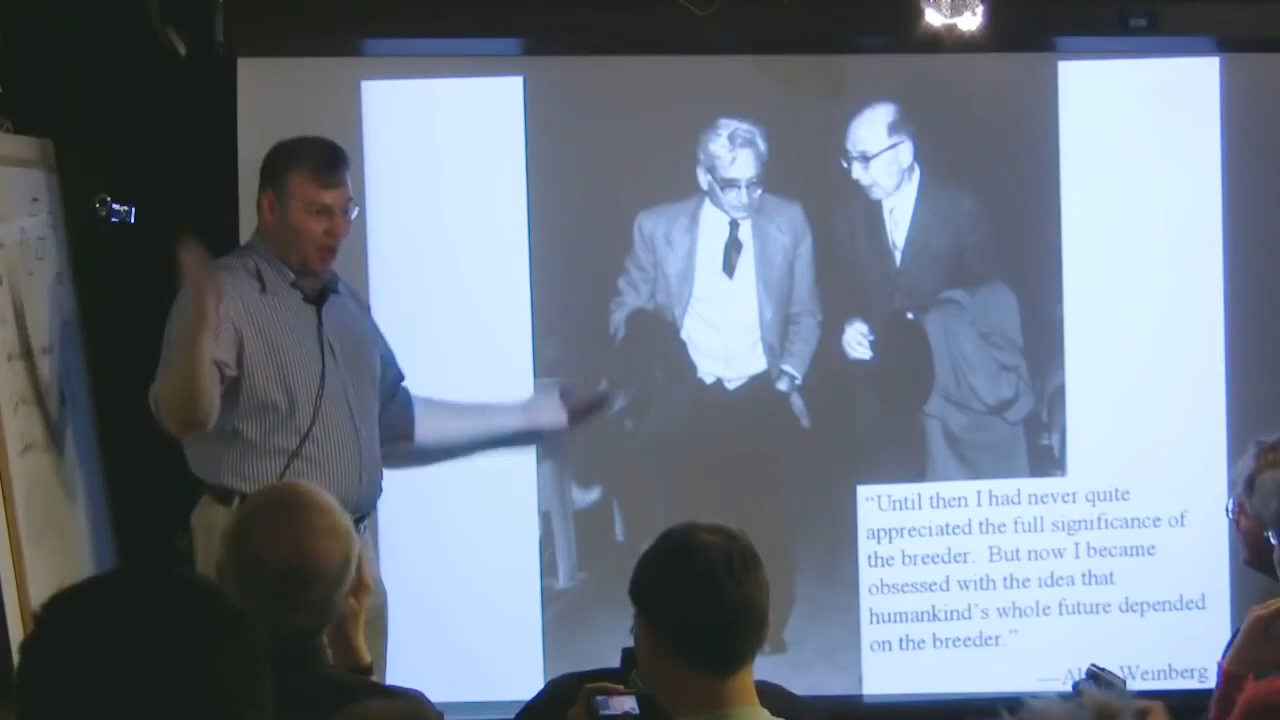 “Until then I had never quite
appreciated the full significance of
the breeder. But now I became
obsessed with the idea that
humankind’s whole future depended
on the breeder.”
Weinberg